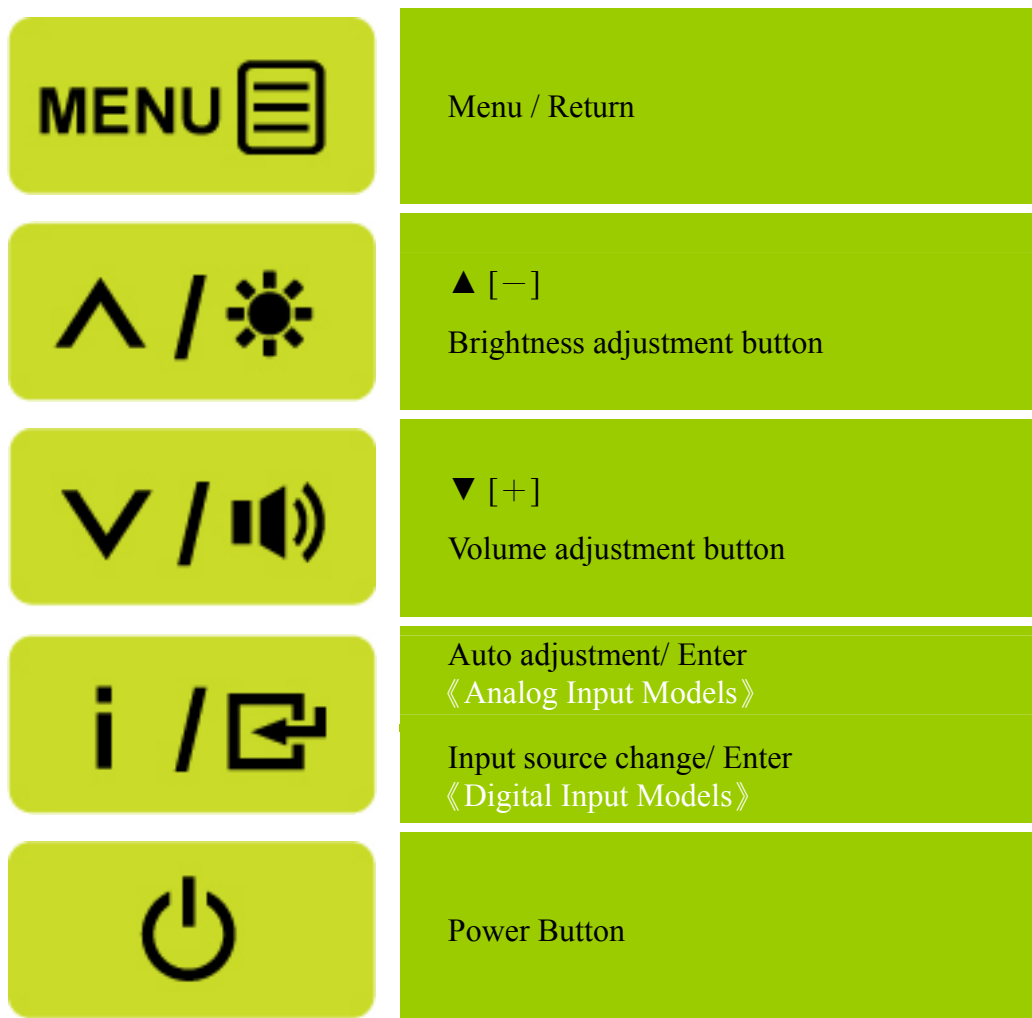 MENU
Menu / Return
/
▲ [－]
Brightness adjustment button
/
▼ [＋]
Volume adjustment button
i /
Auto adjustment/ Enter
《Analog Input Models》
Input source change/ Enter
《Digital Input Models》
Power Button